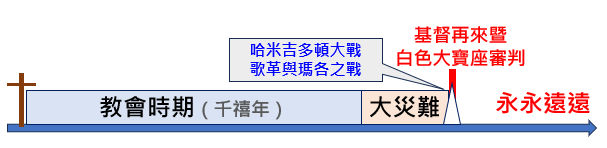 基督再來暨
白色大寶座審判
哈米吉多頓大戰
歌革與瑪各之戰
教會時期（千禧年）
大災難
永永遠遠